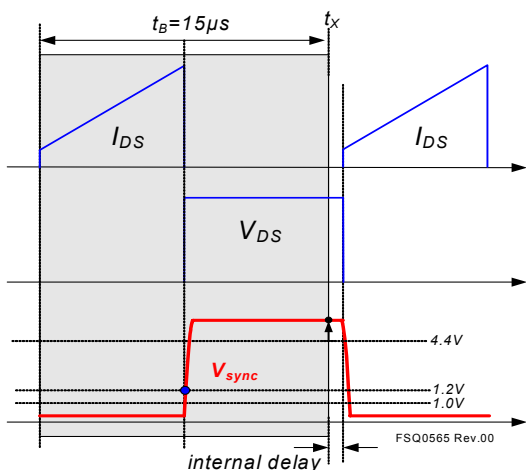 t_B=15μs
t_X
I_DS
I_DS
V_DS
4.4V
V_sync
1.2V
1.0V
FSQ0565 Rev.00
internal delay